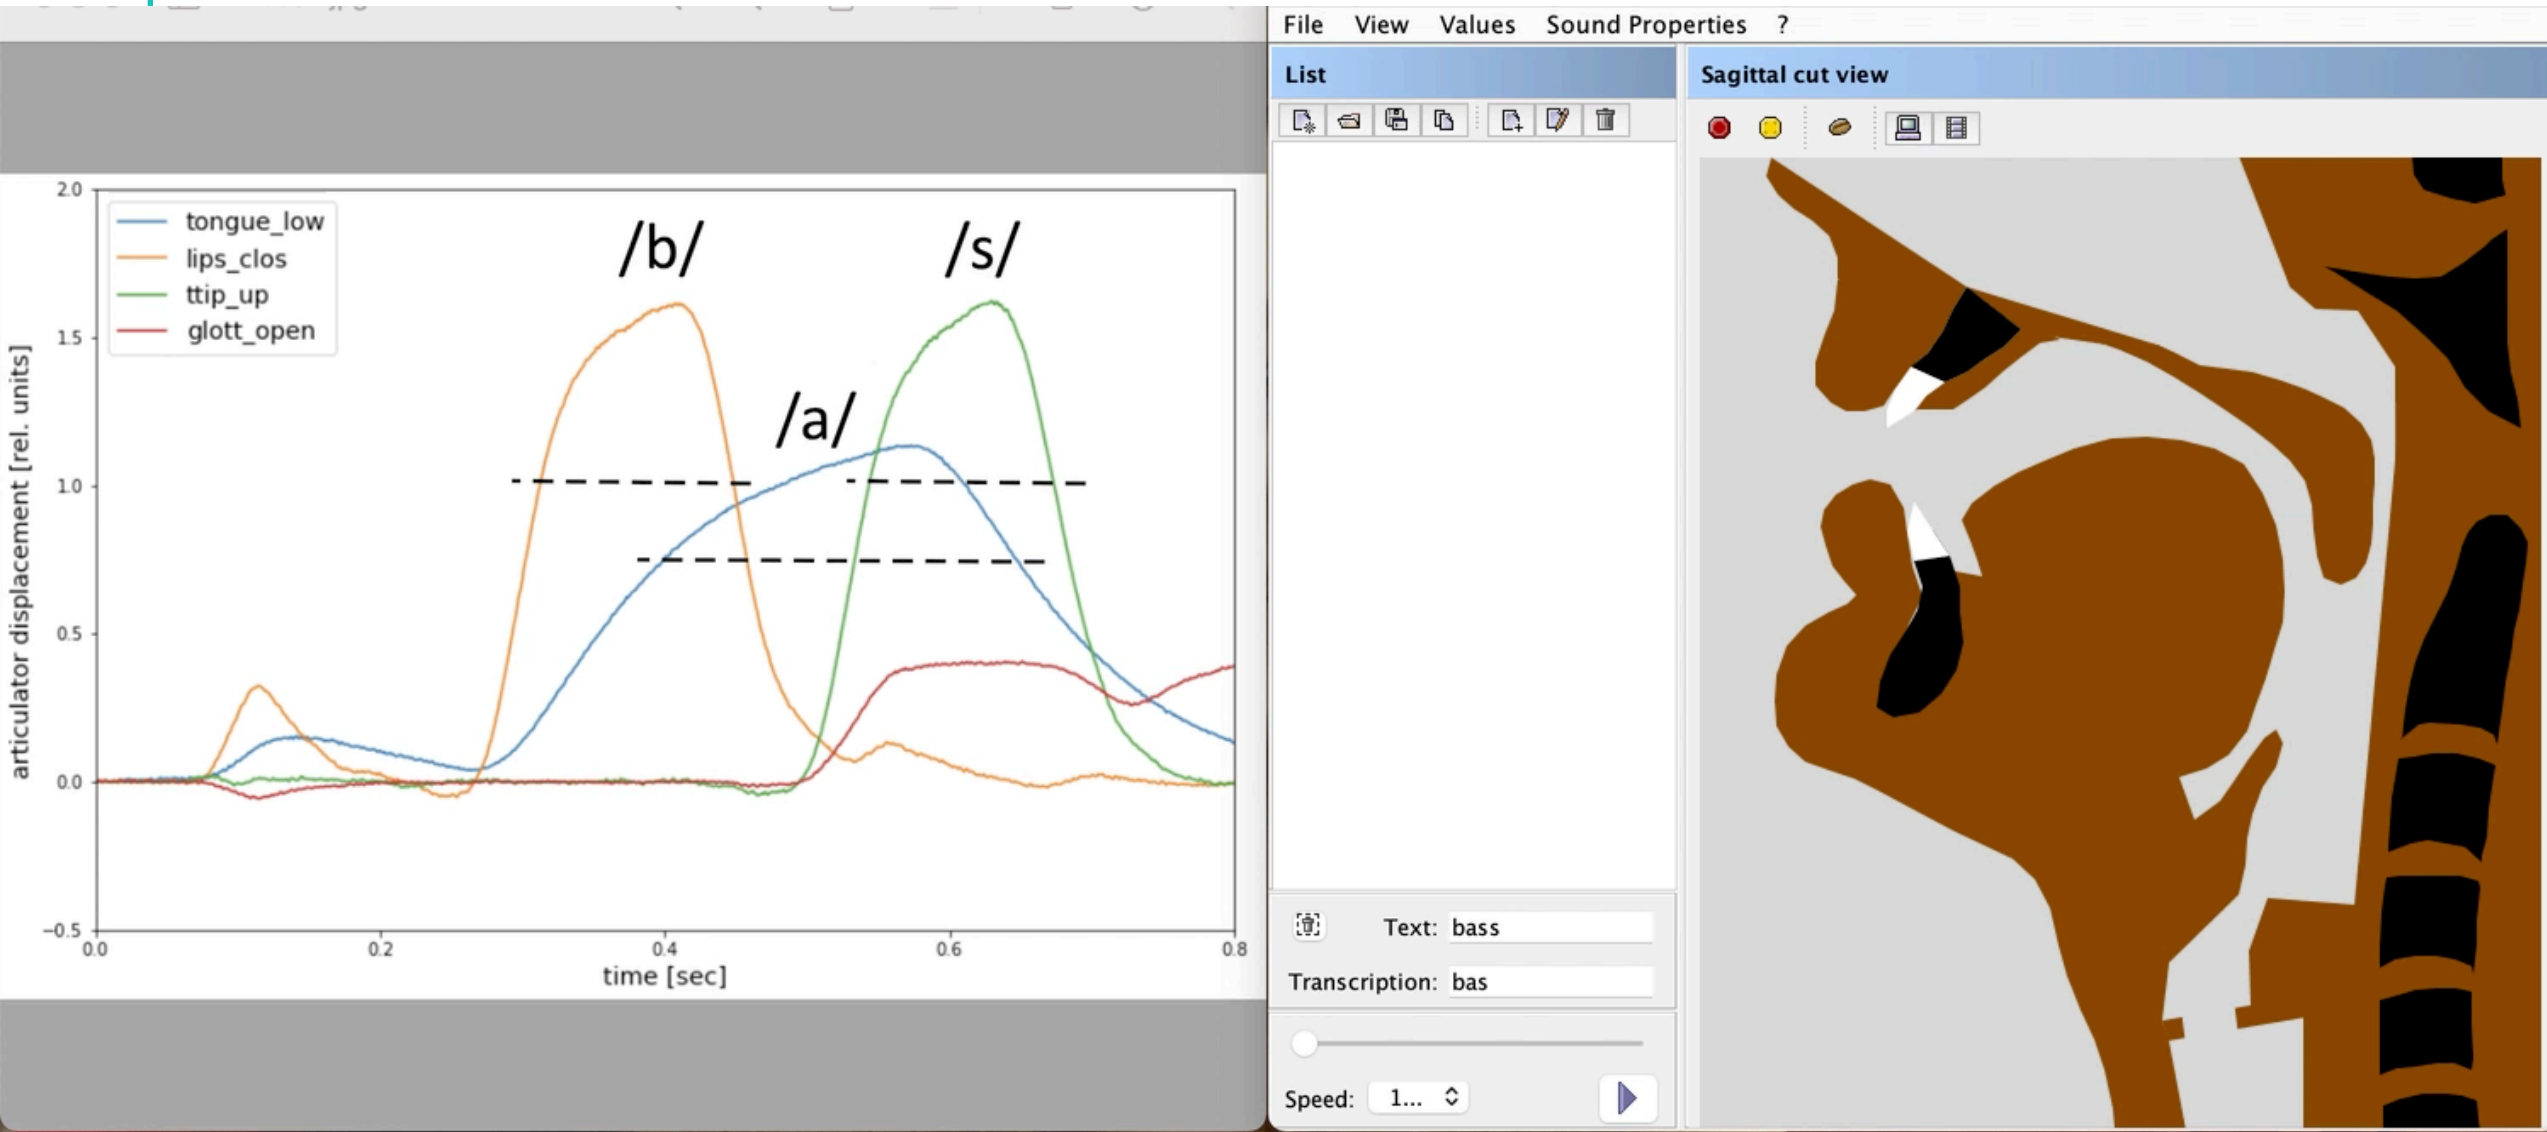 2.0
1.5
1.0
0.5
0.0
−0.5
0.0
0.2
0.4
0.6
0.8
articulator displacement [rel. units]
time [sec]
tongue_low
lips_clos
ttip_up
glott_open
/b/
/a/
/s/
File View Values Sound Properties ?
List
Text: bass
Transcription: bas
Speed: 1...
Sagittal cut view